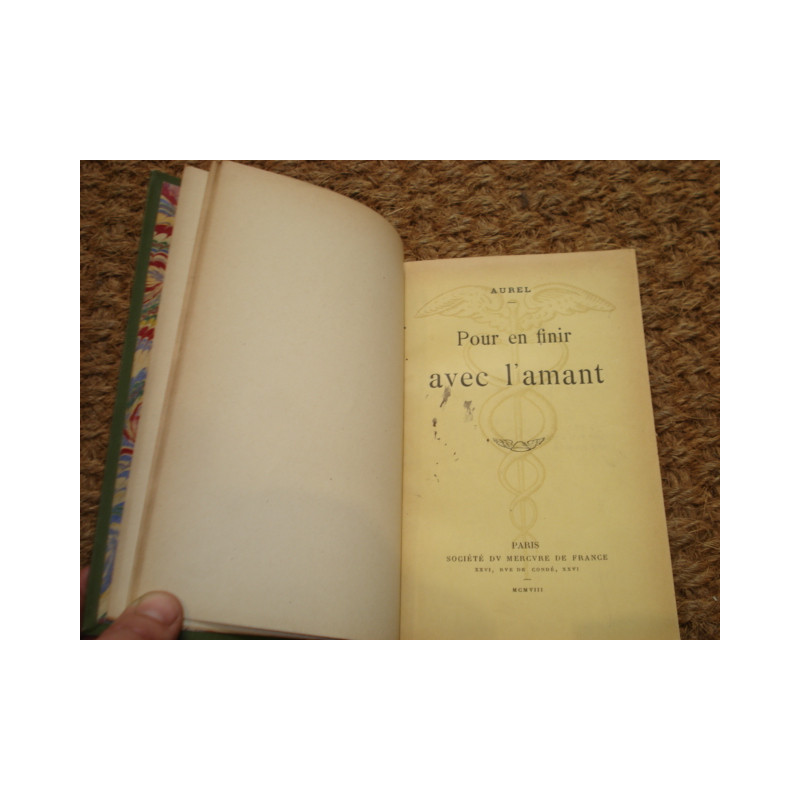 AUREL
Pour en finir
avec l'amant
PARIS
SOCIÉTÉ DV MERCVRE DE FRANCE
XXVI, RVE DE CONDÉ, XXVI
MCMVIII